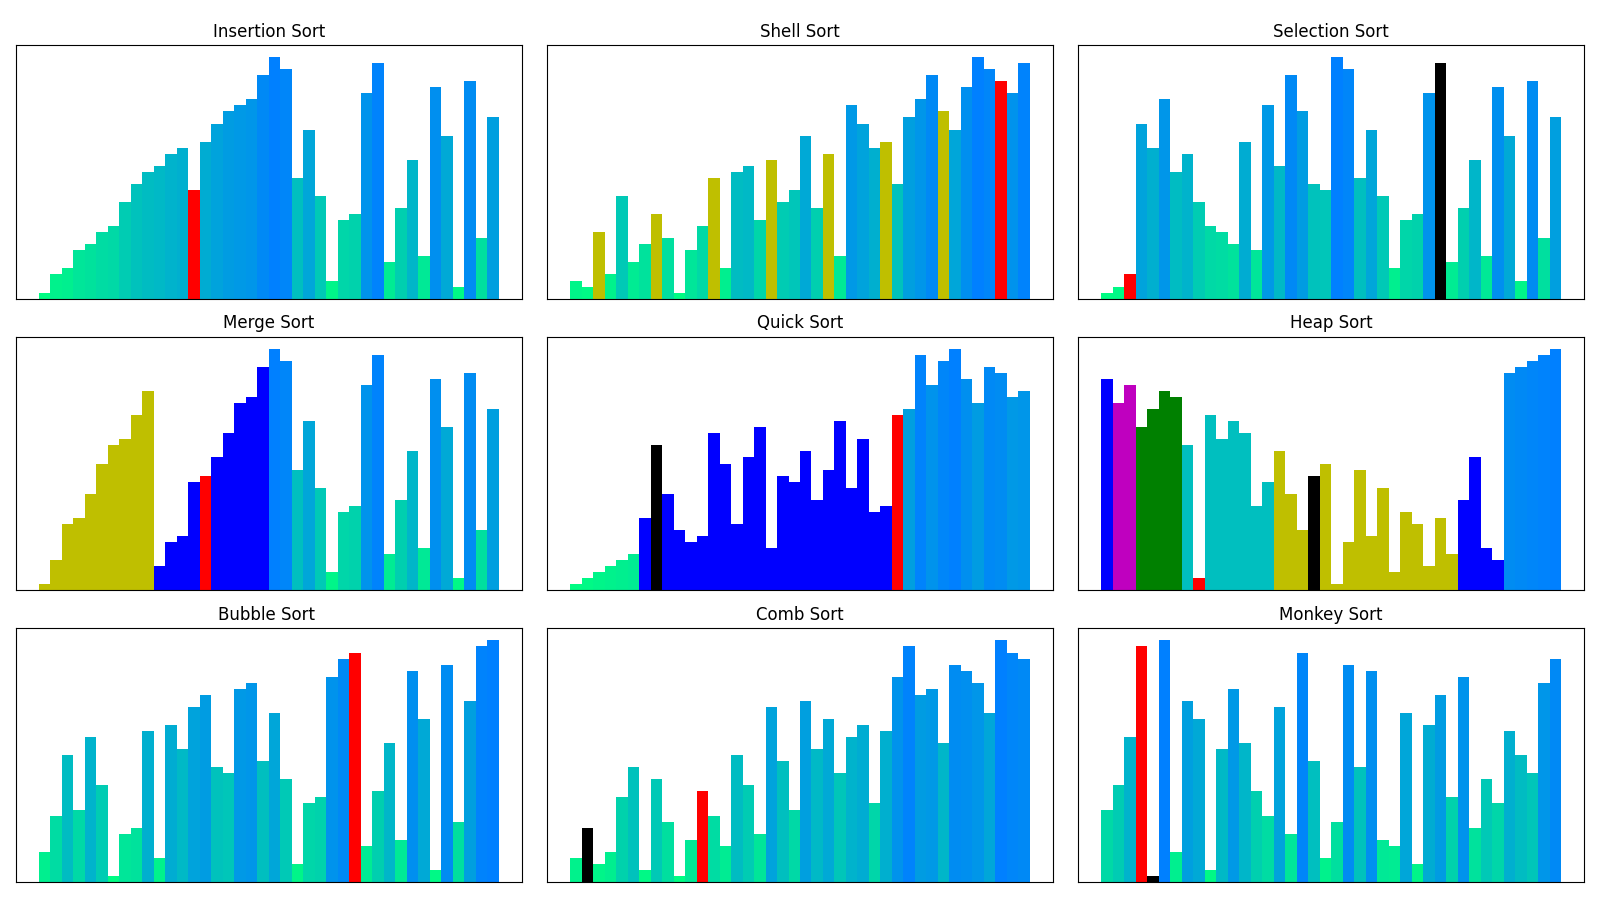 Insertion Sort
Shell Sort
Selection Sort
Merge Sort
Quick Sort
Heap Sort
Bubble Sort
Comb Sort
Monkey Sort